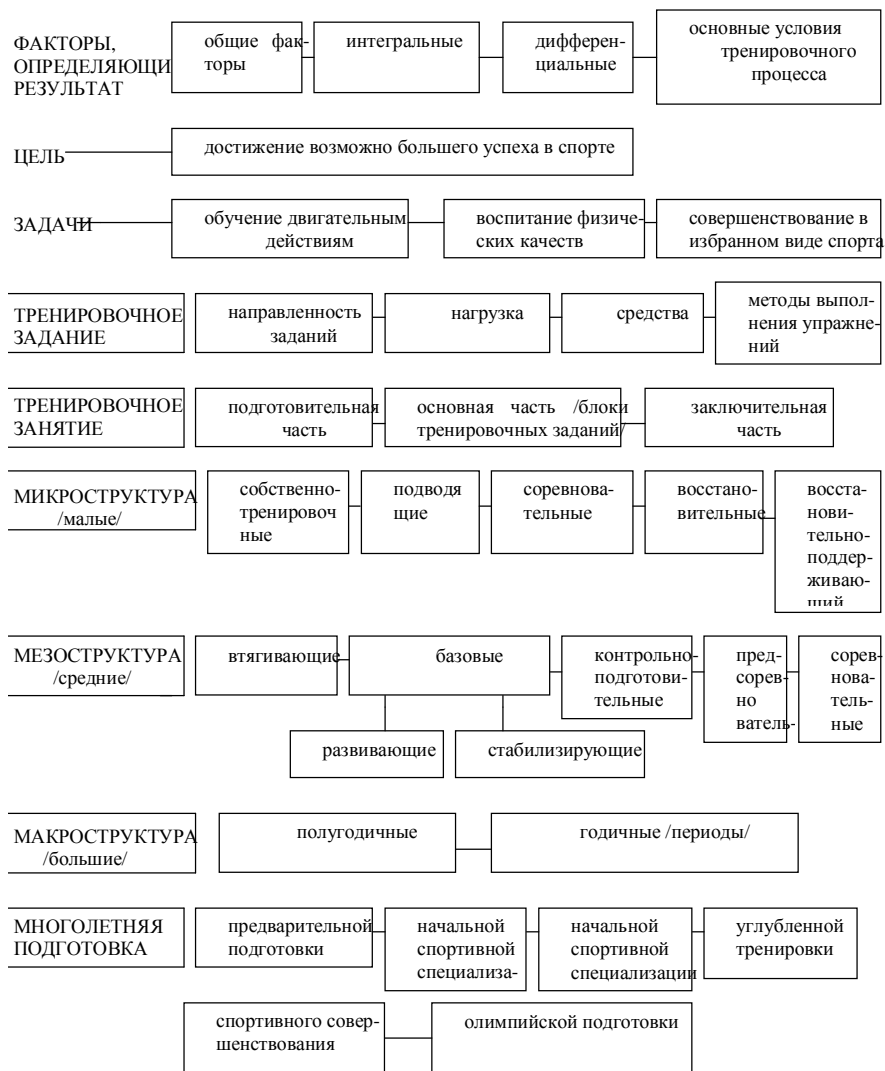 ФАКТОРЫ,
ОПРЕДЕЛЯЮЩИ
РЕЗУЛЬТАТ
общие фак-
торы
интегральные
дифферен-
циальные
основные условия
тренировочного
процесса
ЦЕЛЬ
достижение возможно большего успеха в спорте
ЗАДАЧИ
обучение двигательным
действиям
воспитание физиче-
ских качеств
совершенствование в
избранном виде спорта
ТРЕНИРОВОЧНОЕ
ЗАДАНИЕ
направленность
заданий
нагрузка
средства
методы выпол-
нения упражне-
ний
ТРЕНИРОВОЧНОЕ
ЗАНЯТИЕ
подготовительная
часть
основная часть /блоки
тренировочных заданий/
заключительная
часть
МИКРОСТРУКТУРА
/малые/
собственно-
тренировоч
ные
подводя
щие
соревнова-
тельные
восстано-
вительные
восста-
нови-
тельно-
поддер-
живаю-
щий
МЕЗОСТРУКТУРА
/средние/
втягивающие
базовые
контрольно-
подготови-
тельные
пред-
сорев-
но
ватель-
сорев-
нова-
тель-
ные
развивающие
стабилизирующие
МАКРОСТРУКТУРА
/большие/
полугодичные
годичные /периоды/
МНОГОЛЕТНЯЯ
ПОДГОТОВКА
предварительной
подготовки
начальной
спортивной
специализа-
начальной
спортивной
специализации
углубленной
тренировки
спортивного совер-
шенствования
олимпийской подготовки